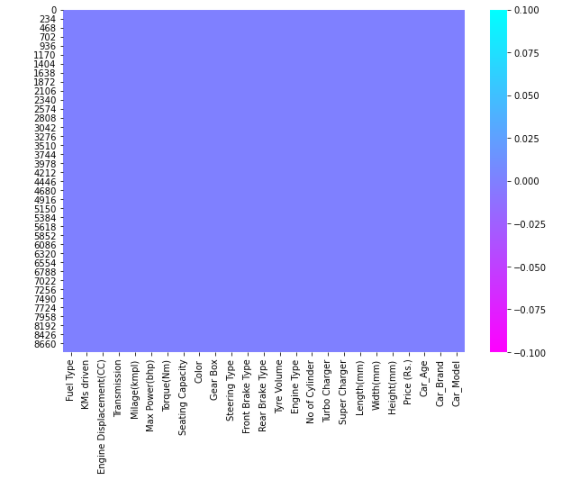 0
234
468
702
936
1170
1404
1638
1872
2106
2340
2574
2808
3042
3276
3510
3744
3978
4212
4446
4680
4916
5150
5384
5618
5852
6086
6320
6554
6788
7022
7256
7490
7724
7958
8192
8426
8660
Fuel Type
KMs driven
Engine Displacement(CC)
Transmission
Milage(kmpl)
Max Power(bhp)
Torque(Nm)
Seating Capacity
Color
Gear Box
Steering Type
Front Brake Type
Rear Brake Type
Tyre Volume
Engine Type
No of Cylinder
Turbo Charger
Super Charger
Length(mm)
Width(mm)
Height(mm)
Price (Rs.)
Car_Age
Car_Brand
Car_Model
0.100
0.075
0.050
0.025
0.000
−0.025
−0.050
−0.075
−0.100